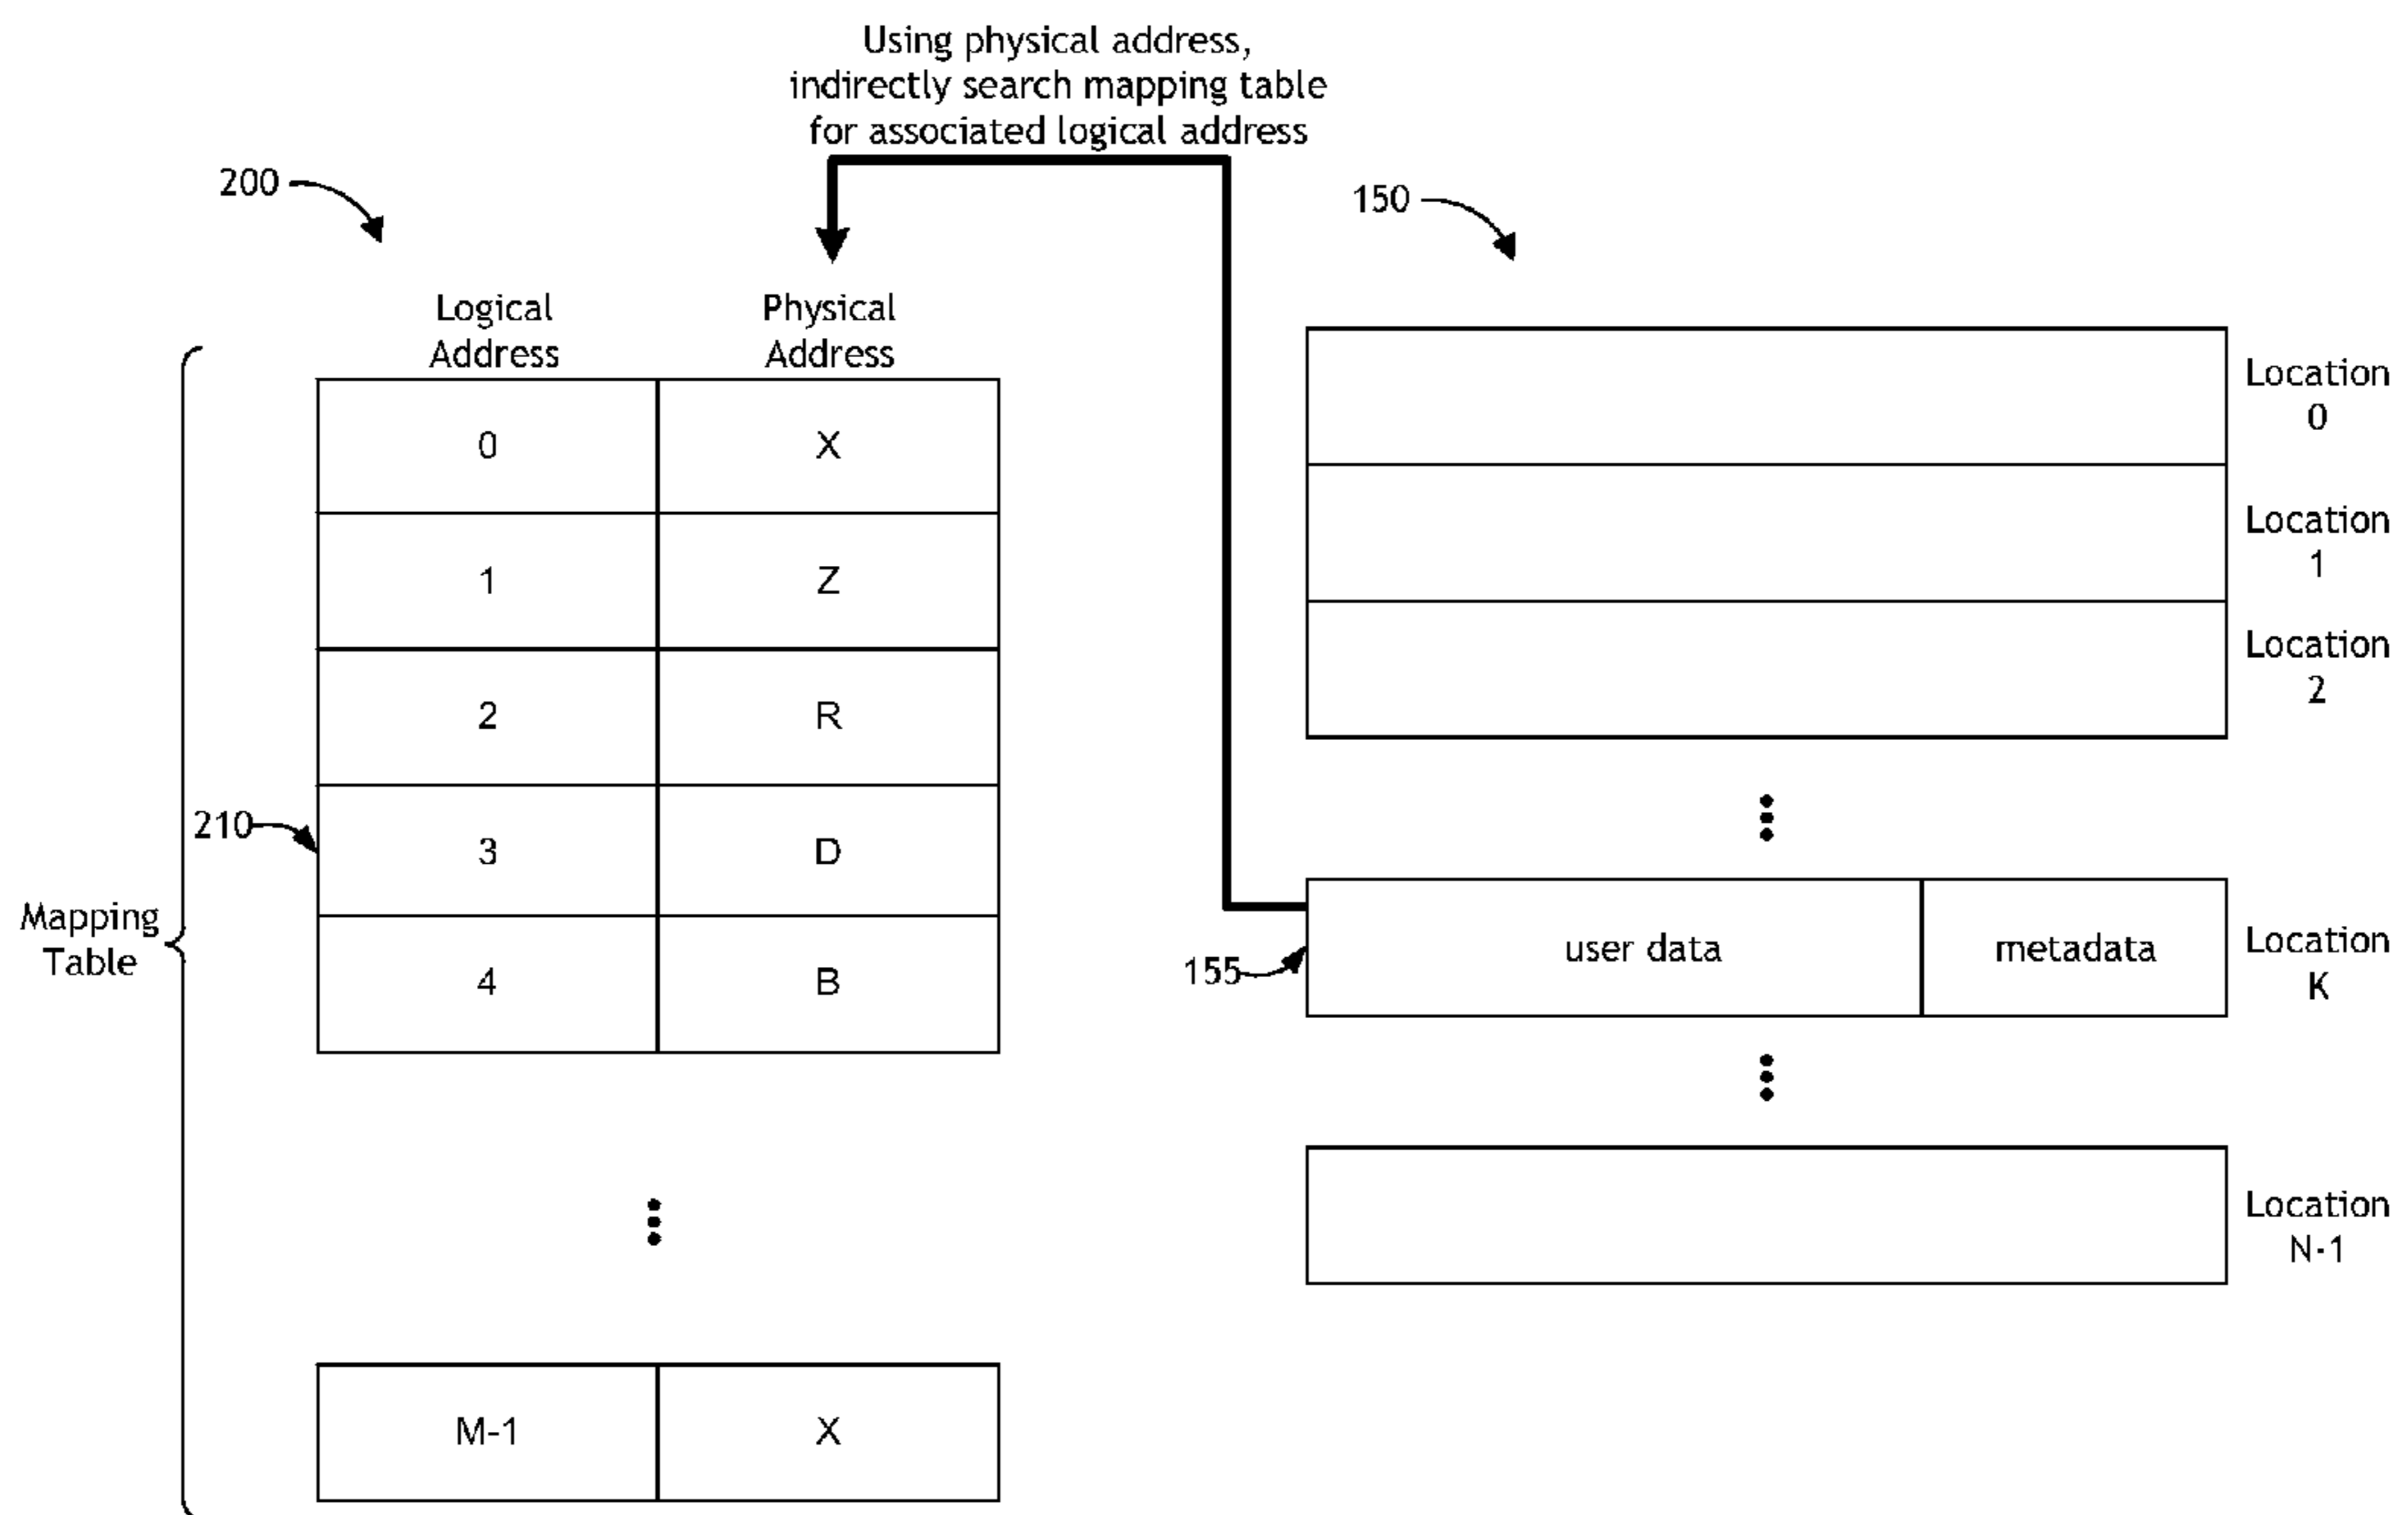 Using physical address,
indirectly search mapping table
for associated logical address
200
150
Logical
Address
Physical
Address
0
X
1
Z
2
R
210
3
D
4
B
Mapping
Table
M-1
X
Location
0
Location
1
Location
2
155
user data
metadata
Location
K
Location
N-1